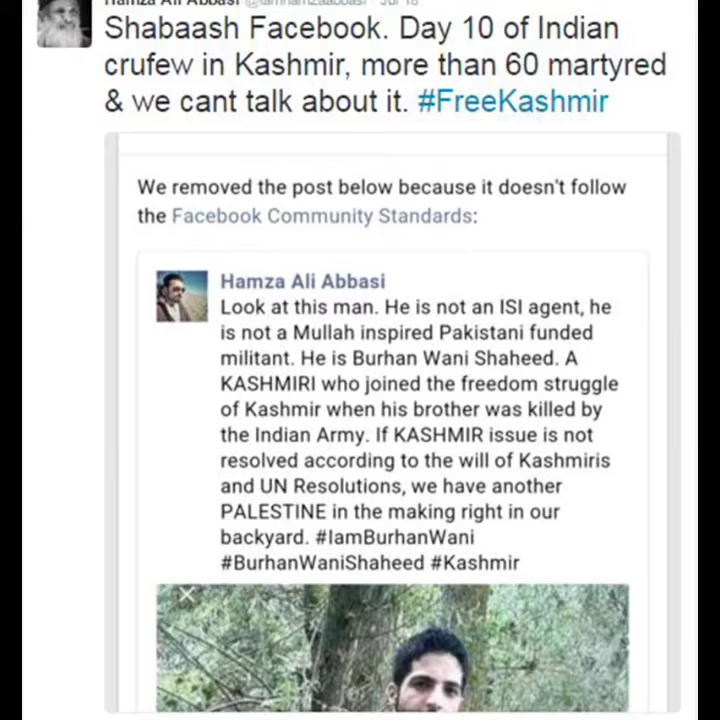 Hamza Ali Abbasi @iamhamzaabbasi · Jul 18
Shabaash Facebook. Day 10 of Indian
crufew in Kashmir, more than 60 martyred
& we cant talk about it. #FreeKashmir
We removed the post below because it doesn't follow
the Facebook Community Standards:
Hamza Ali Abbasi
Look at this man. He is not an ISI agent, he
is not a Mullah inspired Pakistani funded
militant. He is Burhan Wani Shaheed. A
KASHMIRI who joined the freedom struggle
of Kashmir when his brother was killed by
the Indian Army. If KASHMIR issue is not
resolved according to the will of Kashmiris
and UN Resolutions, we have another
PALESTINE in the making right in our
backyard. #IamBurhanWani
#BurhanWaniShaheed #Kashmir